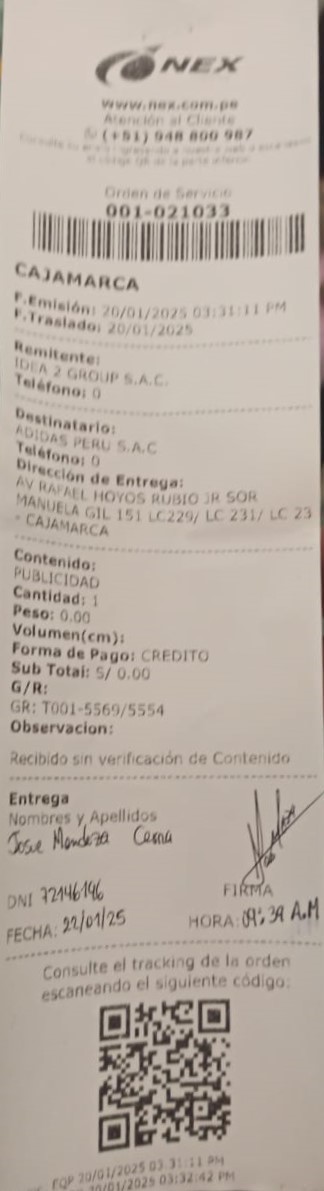 NEX
www.nex.com.pe
Atención al Cliente
(+51) 948 800 987
Orden de Servicio
001-021033
CAJAMARCA
F.Emisión: 20/01/2025 03:31:11 PM
F.Traslado: 20/01/2025
Remitente:
IDEA 2 GROUP S.A.C.
Teléfono: 0
Destinatario:
ADIDAS PERU S.A.C
Teléfono: 0
Dirección de Entrega:
AV RAFAEL HOYOS RUBIO JR SOR
MANUELA GIL 151 LC229/ LC 231/ LC 23
- CAJAMARCA
Contenido:
PUBLICIDAD
Cantidad: 1
Peso: 0.00
Volumen(cm):
Forma de Pago: CREDITO
Sub Total: S/ 0.00
G/R:
GR: T001-5569/5554
Observacion:
Recibido sin verificación de Contenido
Entrega
Nombres y Apellidos
Josue Mendoza Cerna
DNI 72146146
FIRMA
FECHA: 22/01/25
HORA: 09:39 A.M
Consulte el tracking de la orden
escaneando el siguiente código:
FQP 20/01/2025 03:31:11 PM
20/01/2025 03:32:42 PM